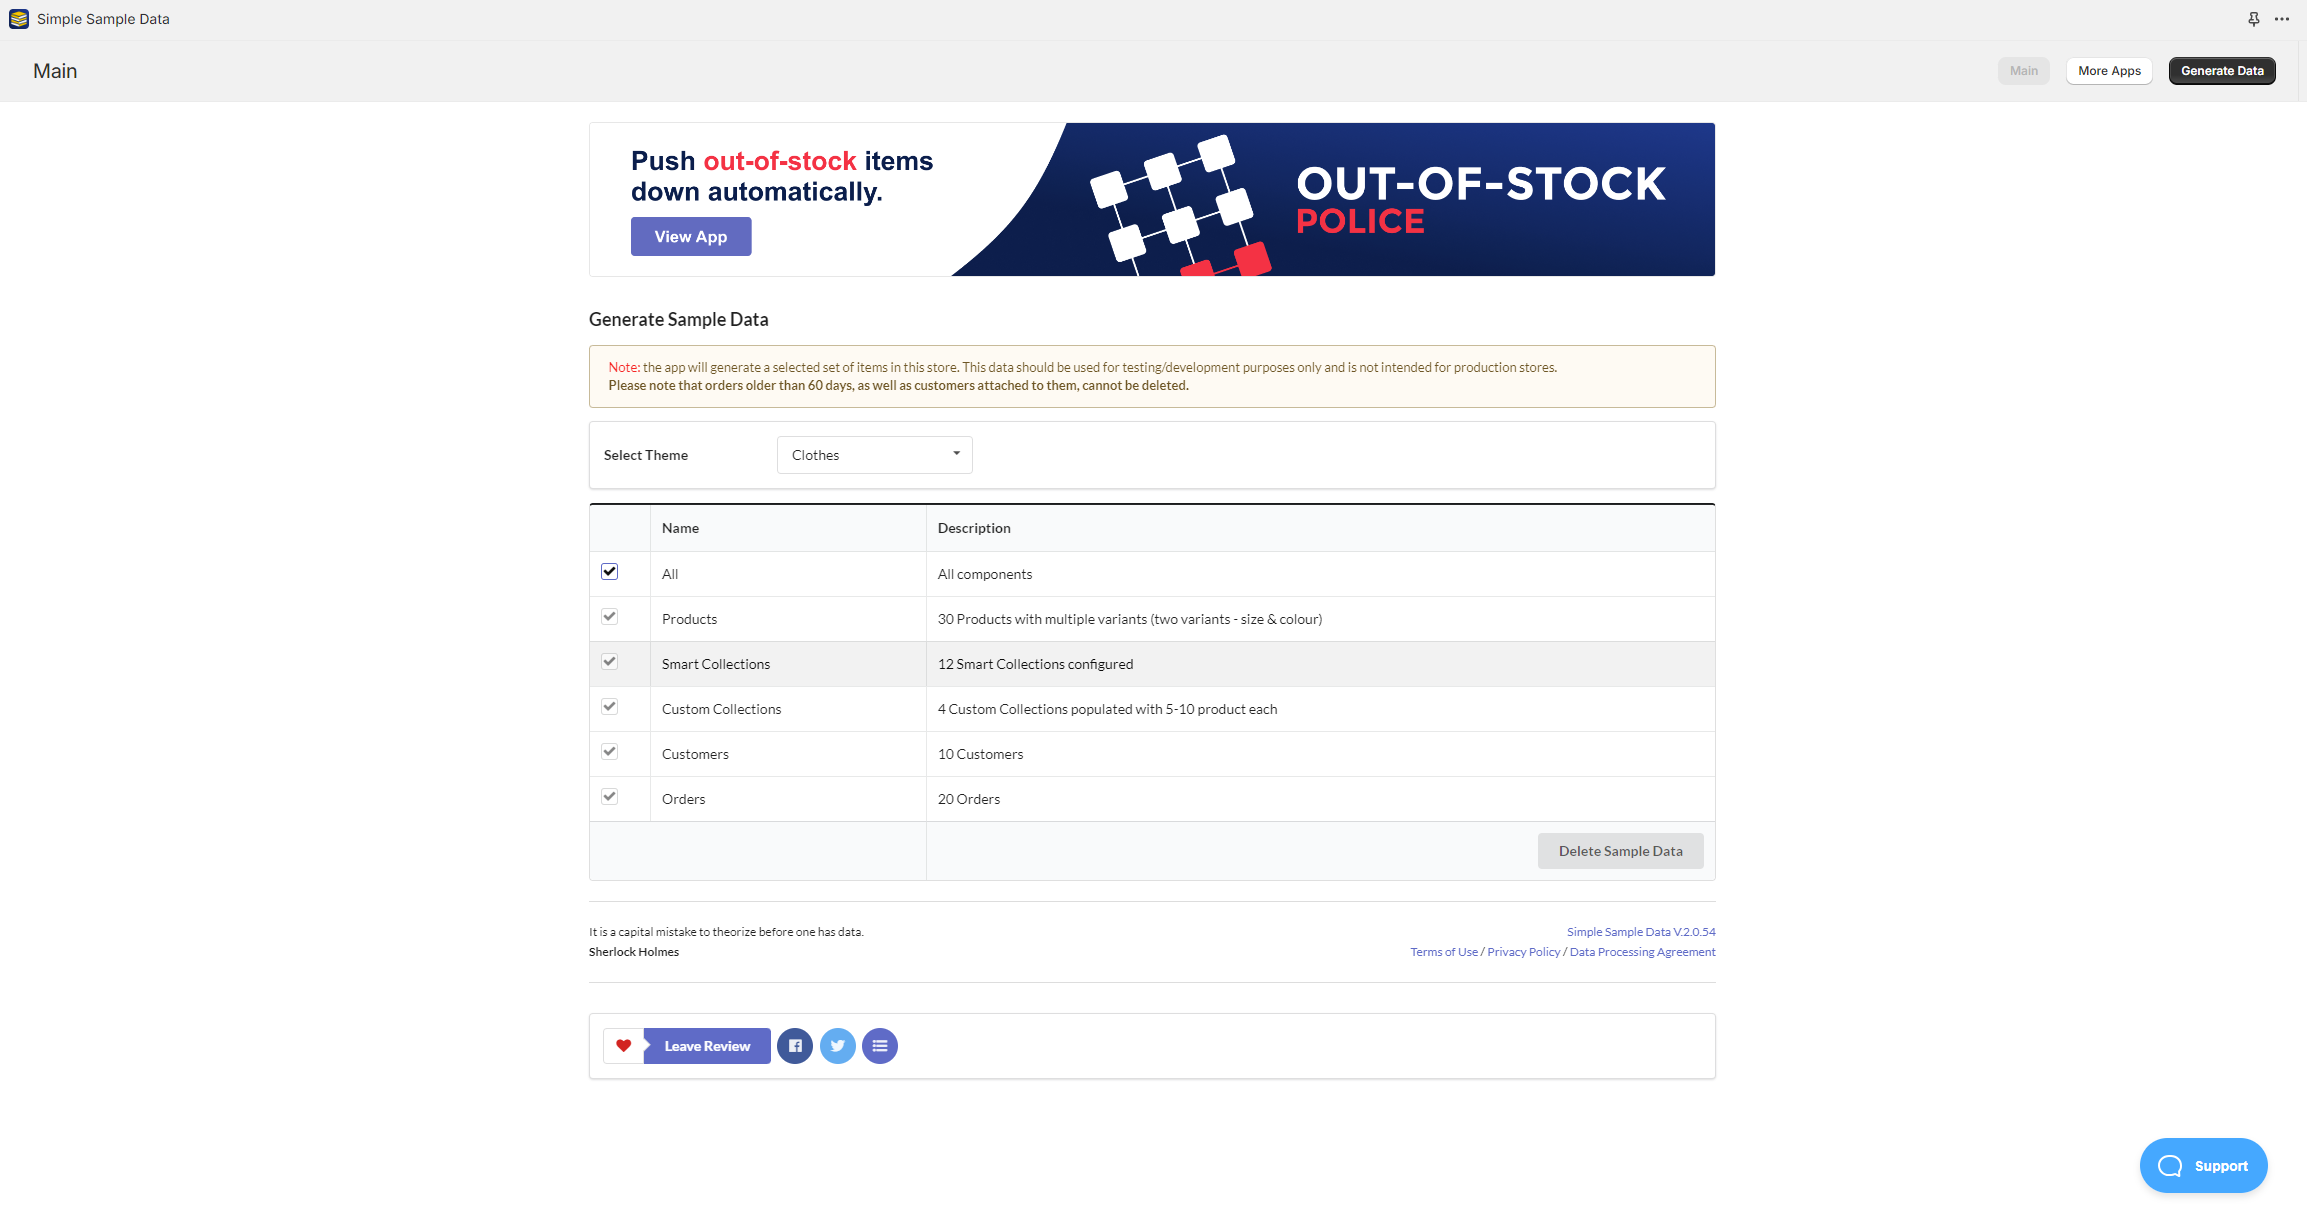 Simple Sample Data
Main
Main
More Apps
Generate Data
Push out-of-stock items
down automatically.
View App
OUT-OF-STOCK
POLICE
Generate Sample Data
Note: the app will generate a selected set of items in this store. This data should be used for testing/development purposes only and is not intended for production stores.
Please note that orders older than 60 days, as well as customers attached to them, cannot be deleted.
Select Theme
Clothes
Name
Description
All
All components
Products
30 Products with multiple variants (two variants - size & colour)
Smart Collections
12 Smart Collections configured
Custom Collections
4 Custom Collections populated with 5-10 product each
Customers
10 Customers
Orders
20 Orders
Delete Sample Data
It is a capital mistake to theorize before one has data.
Sherlock Holmes
Simple Sample Data V.2.0.54
Terms of Use / Privacy Policy / Data Processing Agreement
Leave Review
Support